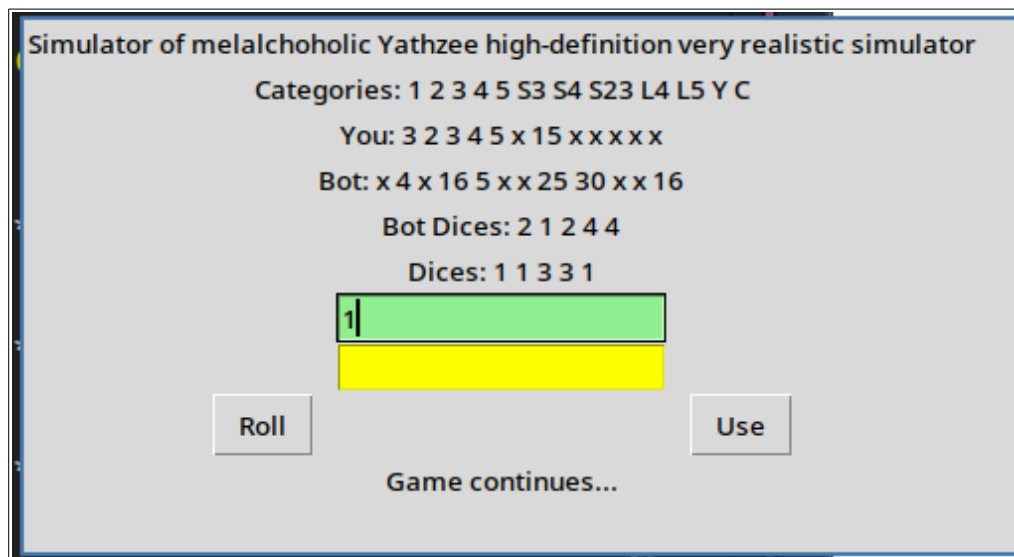 Simulator of melalchoholic Yathzee high-definition very realistic simulator
Categories: 1 2 3 4 5 S3 S4 S23 L4 L5 Y C
You: 3 2 3 4 5 x 15 x x x x x
Bot: x 4 x 16 5 x x 25 30 x x 16
Bot Dices: 2 1 2 4 4
Dices: 1 1 3 3 1
1
Roll
Use
Game continues...